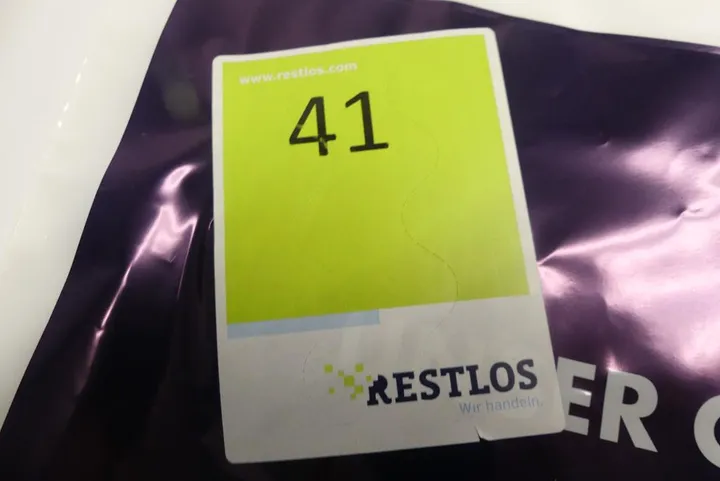 www.restlos.com
41
RESTLOS
Wir handeln.
ER